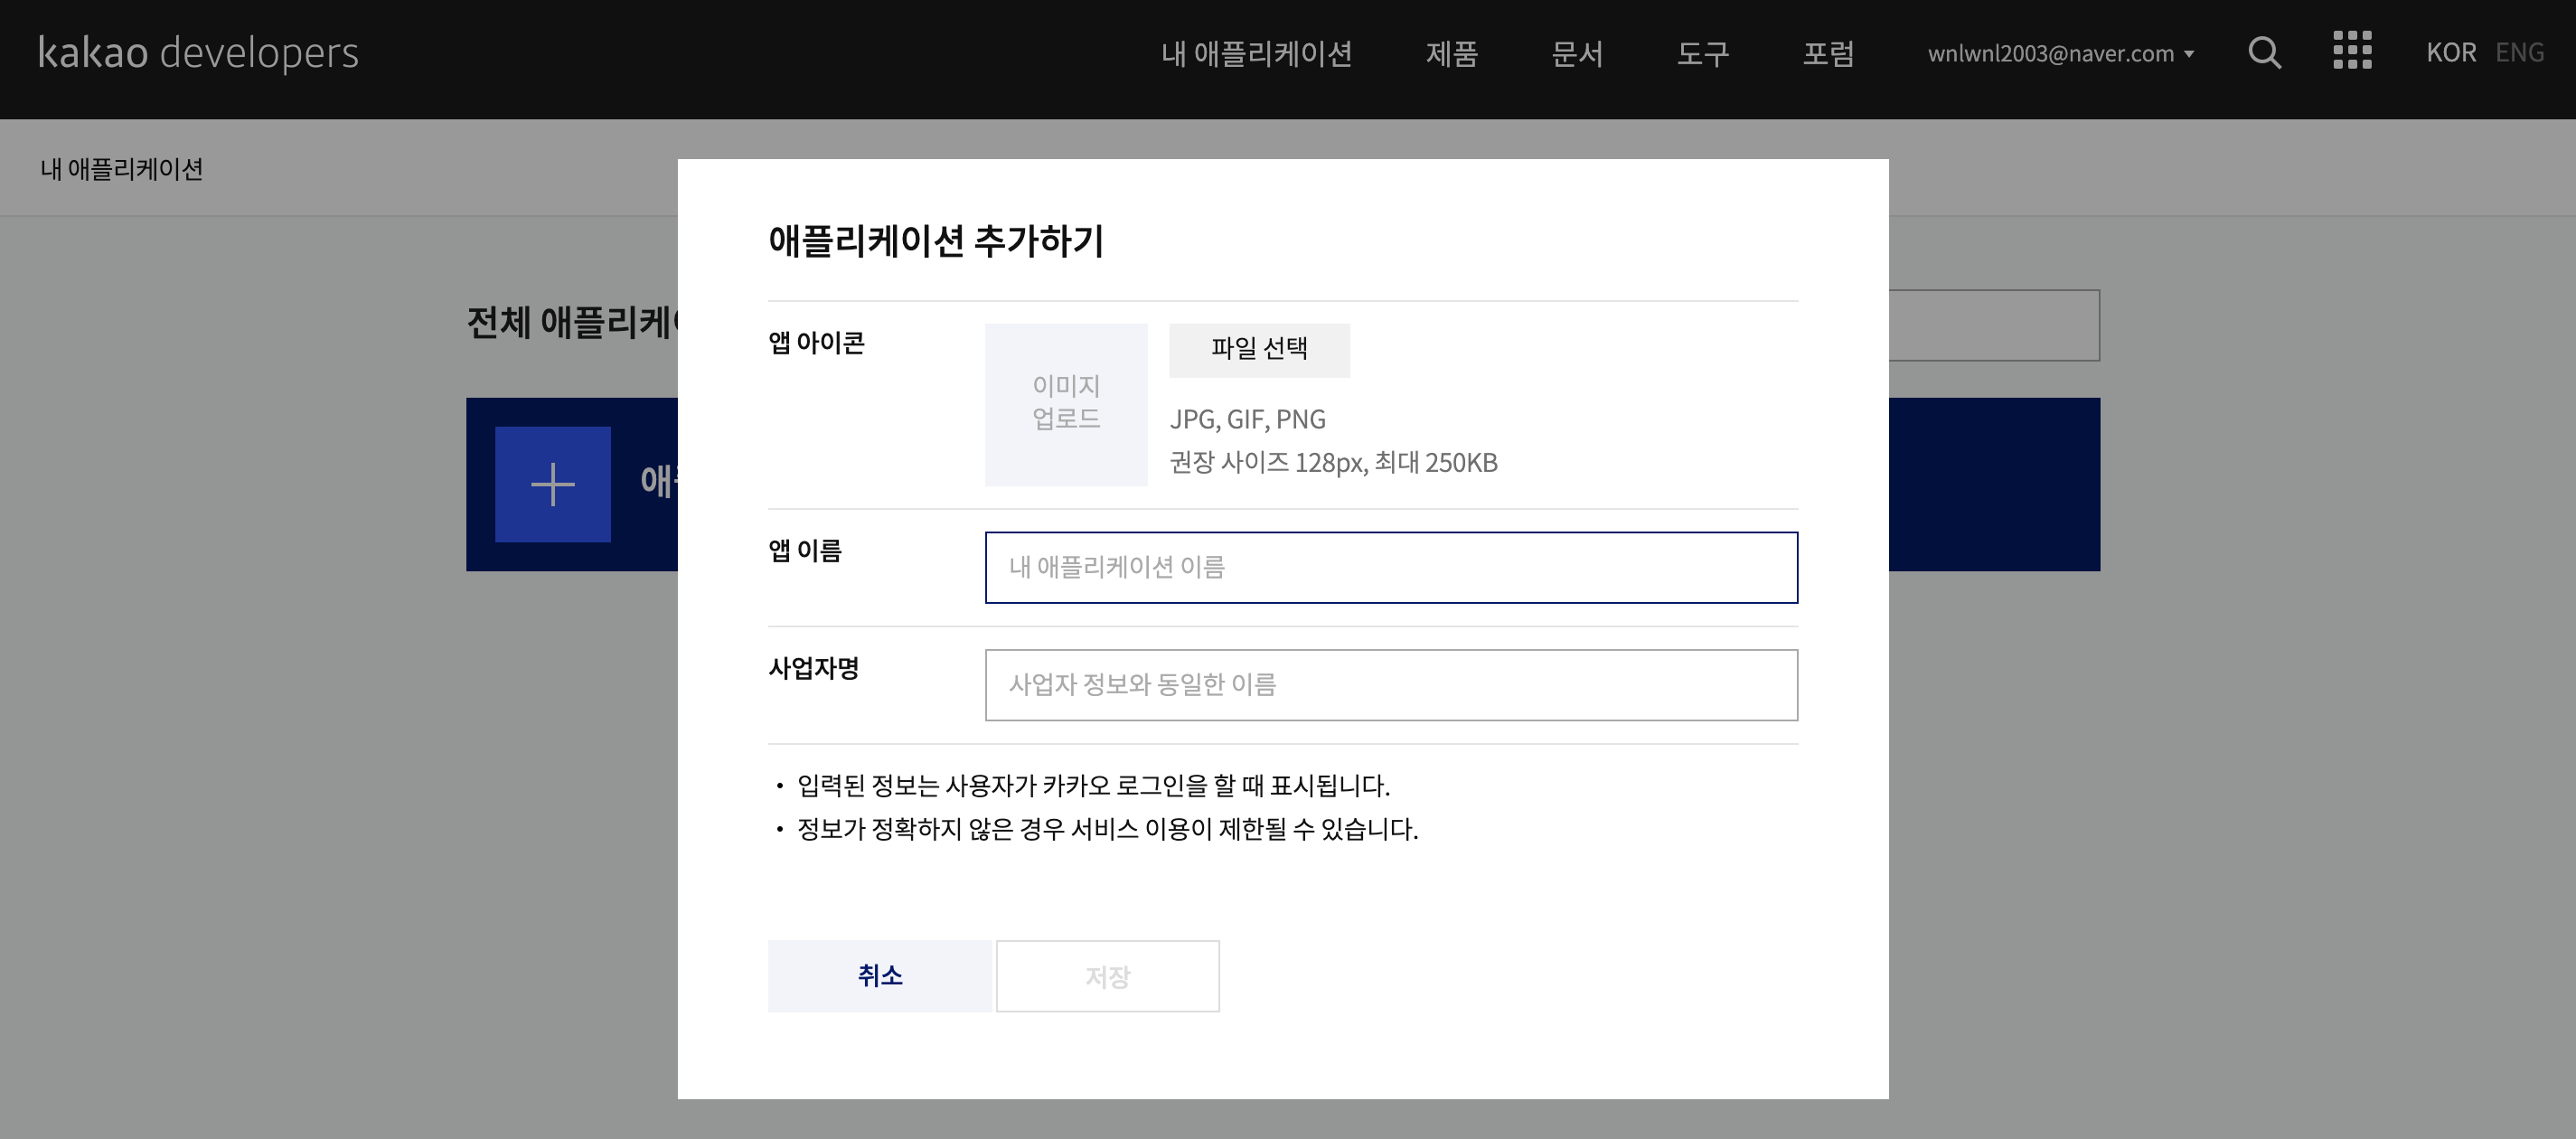 kakao developers
내 애플리케이션 제품 문서 도구 포럼 wnlwnl2003@naver.com KOR ENG
내 애플리케이션
전체 애플리케
애플리케이션 추가하기
앱 아이콘
이미지
업로드
파일 선택
JPG, GIF, PNG
권장 사이즈 128px, 최대 250KB
앱 이름
내 애플리케이션 이름
사업자명
사업자 정보와 동일한 이름
• 입력된 정보는 사용자가 카카오 로그인을 할 때 표시됩니다.
• 정보가 정확하지 않은 경우 서비스 이용이 제한될 수 있습니다.
취소
저장